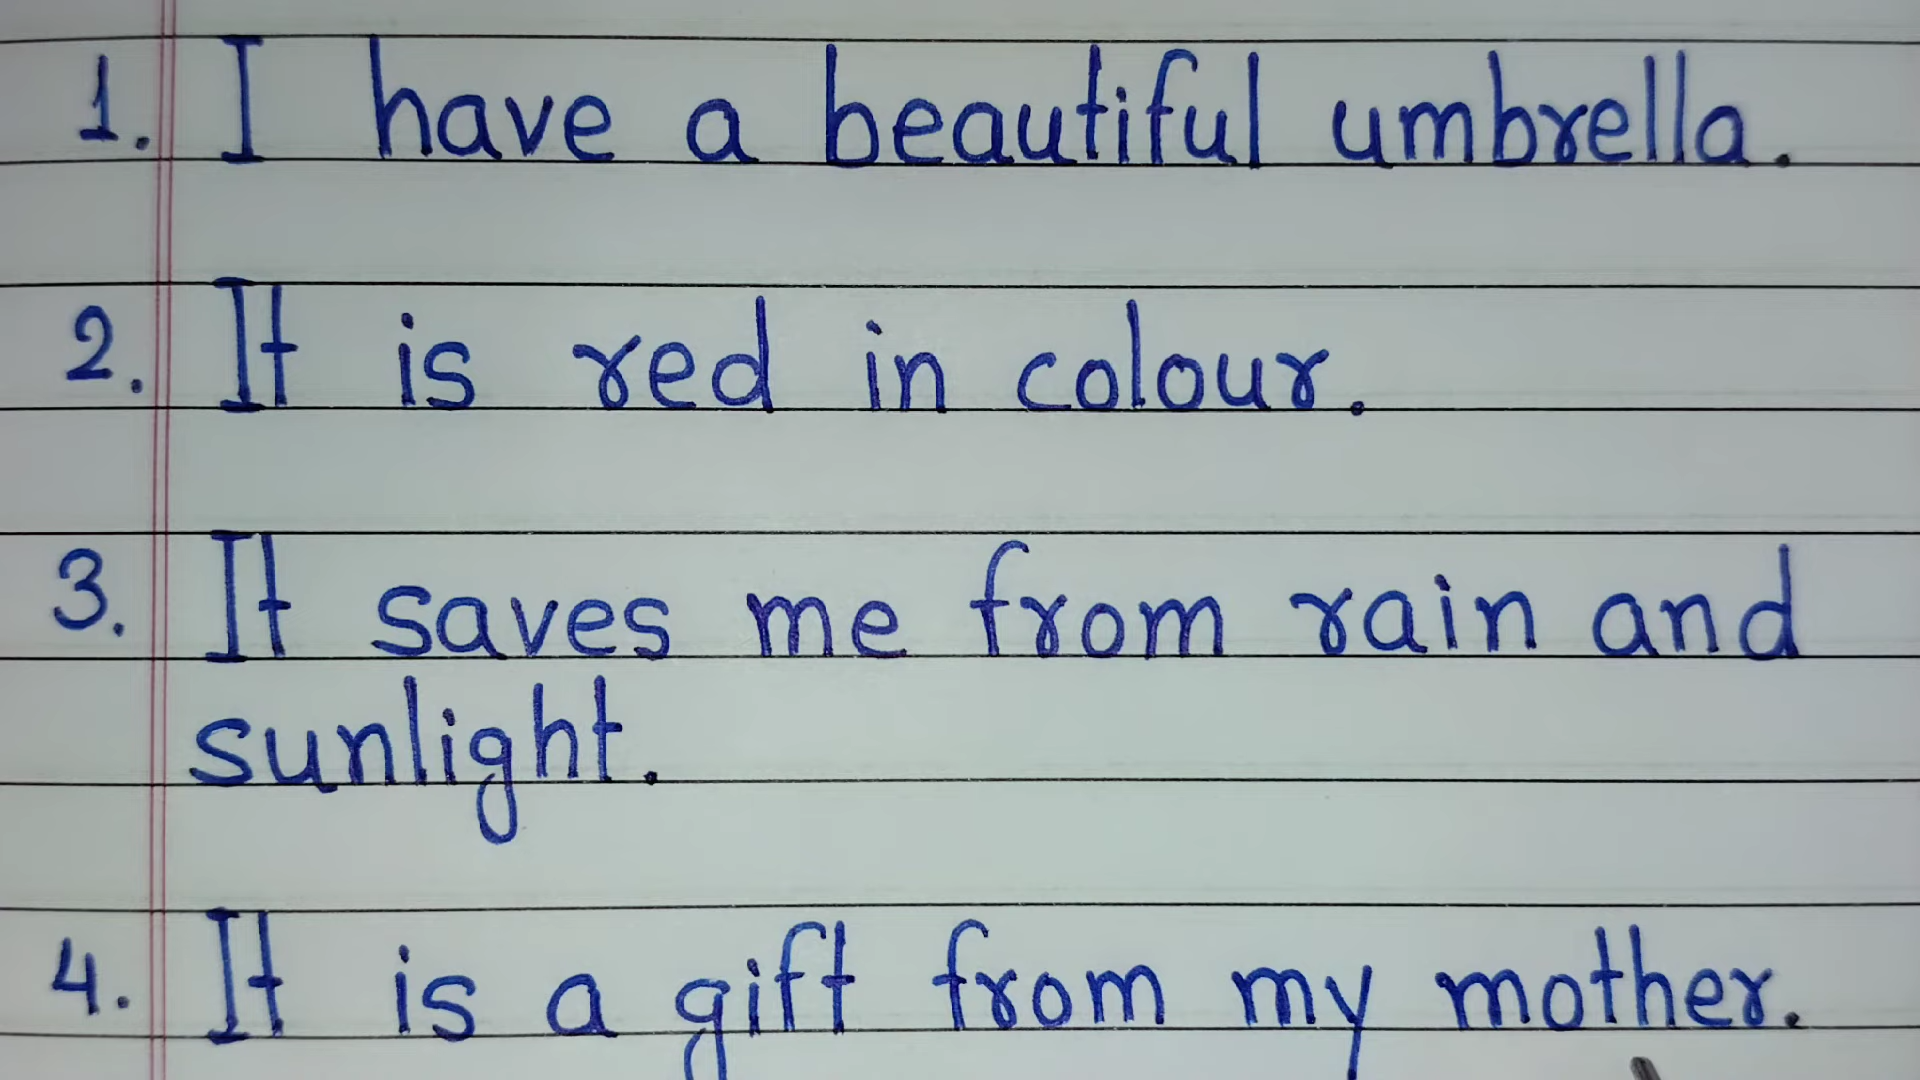 1. I have a beautiful umbrella.
2. It is red in colour.
3. It saves me from rain and
sunlight.
4. It is a gift from my mother.